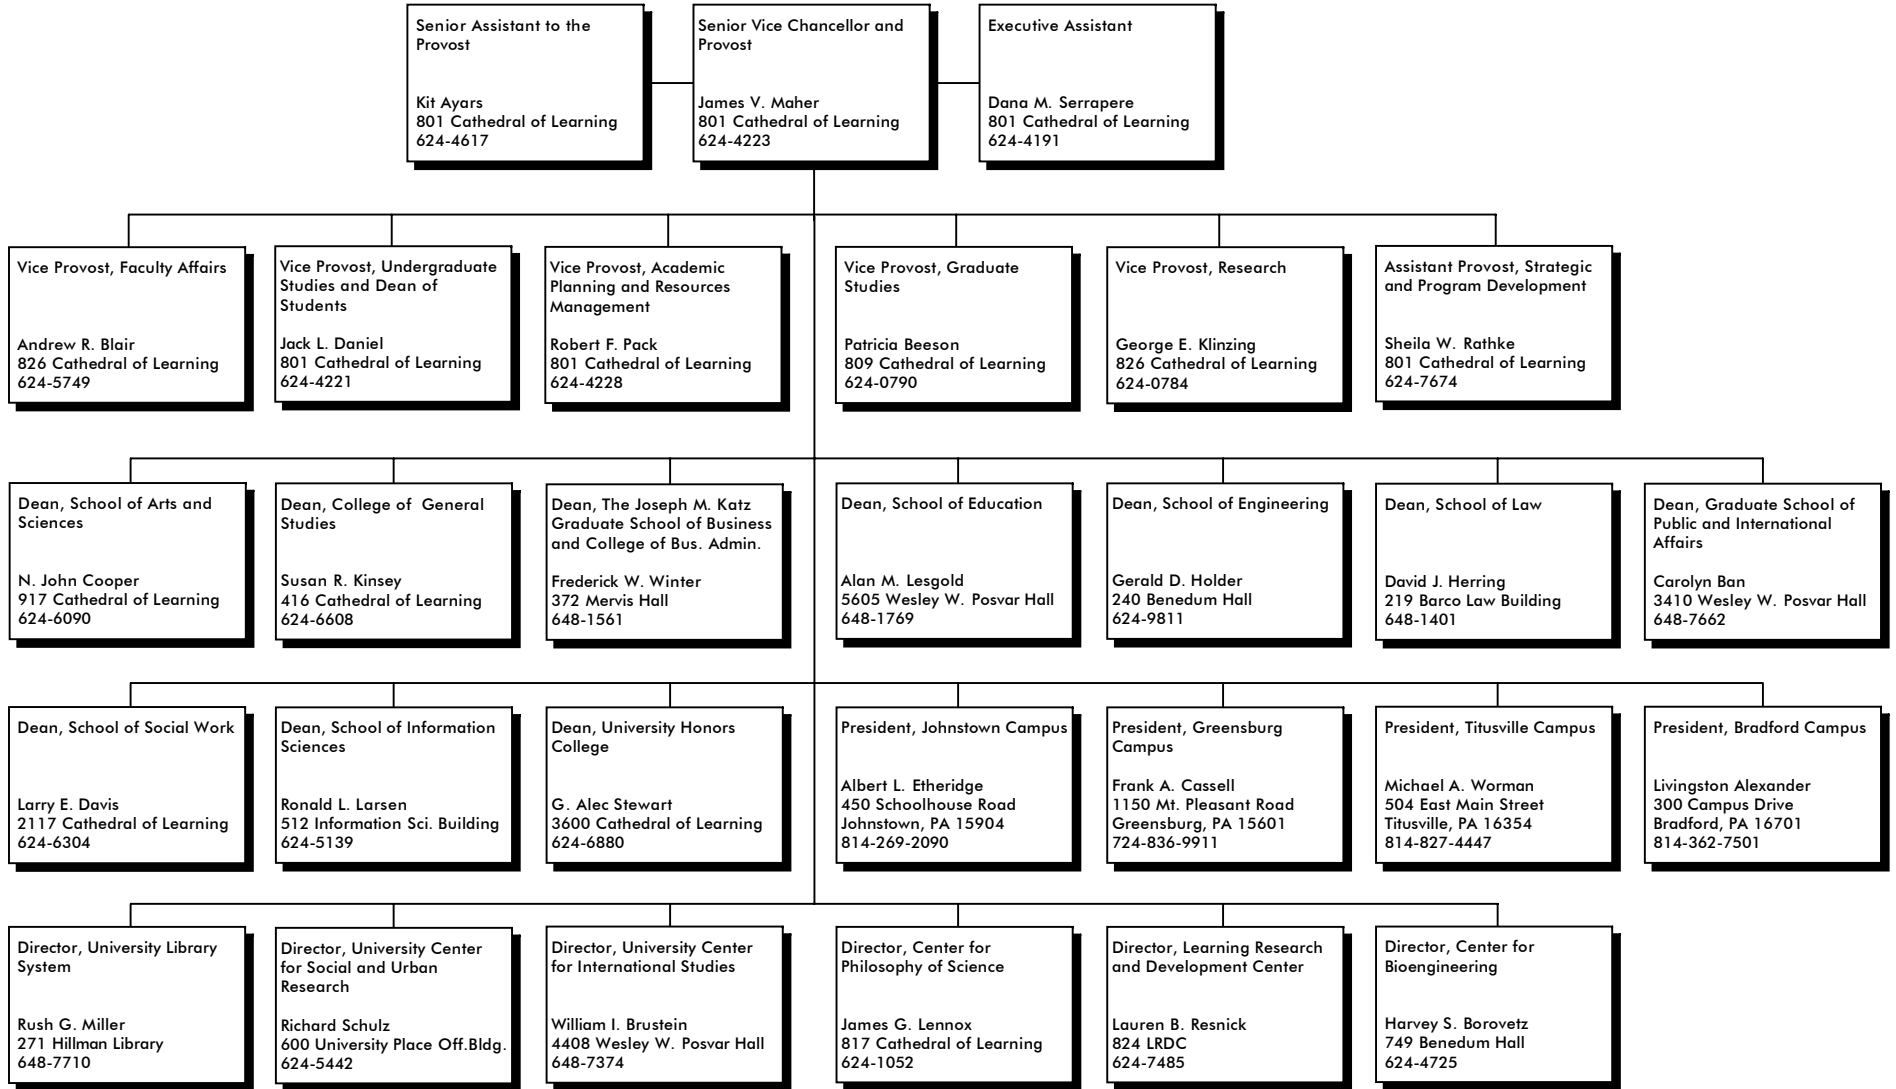 Senior Assistant to the
Provost
Kit Ayars
801 Cathedral of Learning
624-4617
Senior Vice Chancellor and
Provost
James V. Maher
801 Cathedral of Learning
624-4223
Executive Assistant
Dana M. Serrapere
801 Cathedral of Learning
624-4191
Vice Provost, Faculty Affairs
Andrew R. Blair
826 Cathedral of Learning
624-5749
Vice Provost, Undergraduate
Studies and Dean of
Students
Jack L. Daniel
801 Cathedral of Learning
624-4221
Vice Provost, Academic
Planning and Resources
Management
Robert F. Pack
801 Cathedral of Learning
624-4228
Vice Provost, Graduate
Studies
Patricia Beeson
809 Cathedral of Learning
624-0790
Vice Provost, Research
George E. Klinzing
826 Cathedral of Learning
624-0784
Assistant Provost, Strategic
and Program Development
Sheila W. Rathke
801 Cathedral of Learning
624-7674
Dean, School of Arts and
Sciences
N. John Cooper
917 Cathedral of Learning
624-6090
Dean, College of General
Studies
Susan R. Kinsey
416 Cathedral of Learning
624-6608
Dean, The Joseph M. Katz
Graduate School of Business
and College of Bus. Admin.
Frederick W. Winter
372 Mervis Hall
648-1561
Dean, School of Education
Alan M. Lesgold
5605 Wesley W. Posvar Hall
648-1769
Dean, School of Engineering
Gerald D. Holder
240 Benedum Hall
624-9811
Dean, School of Law
David J. Herring
219 Barco Law Building
648-1401
Dean, Graduate School of
Public and International
Affairs
Carolyn Ban
3410 Wesley W. Posvar Hall
648-7662
Dean, School of Social Work
Larry E. Davis
2117 Cathedral of Learning
624-6304
Dean, School of Information
Sciences
Ronald L. Larsen
512 Information Sci. Building
624-5139
Dean, University Honors
College
G. Alec Stewart
3600 Cathedral of Learning
624-6880
President, Johnstown Campus
Albert L. Etheridge
450 Schoolhouse Road
Johnstown, PA 15904
814-269-2090
President, Greensburg
Campus
Frank A. Cassell
1150 Mt. Pleasant Road
Greensburg, PA 15601
724-836-9911
President, Titusville Campus
Michael A. Worman
504 East Main Street
Titusville, PA 16354
814-827-4447
President, Bradford Campus
Livingston Alexander
300 Campus Drive
Bradford, PA 16701
814-362-7501
Director, University Library
System
Rush G. Miller
271 Hillman Library
648-7710
Director, University Center
for Social and Urban
Research
Richard Schulz
600 University Place Off.Bldg.
624-5442
Director, University Center
for International Studies
William I. Brustein
4408 Wesley W. Posvar Hall
648-7374
Director, Center for
Philosophy of Science
James G. Lennox
817 Cathedral of Learning
624-1052
Director, Learning Research
and Development Center
Lauren B. Resnick
824 LRDC
624-7485
Director, Center for
Bioengineering
Harvey S. Borovetz
749 Benedum Hall
624-4725